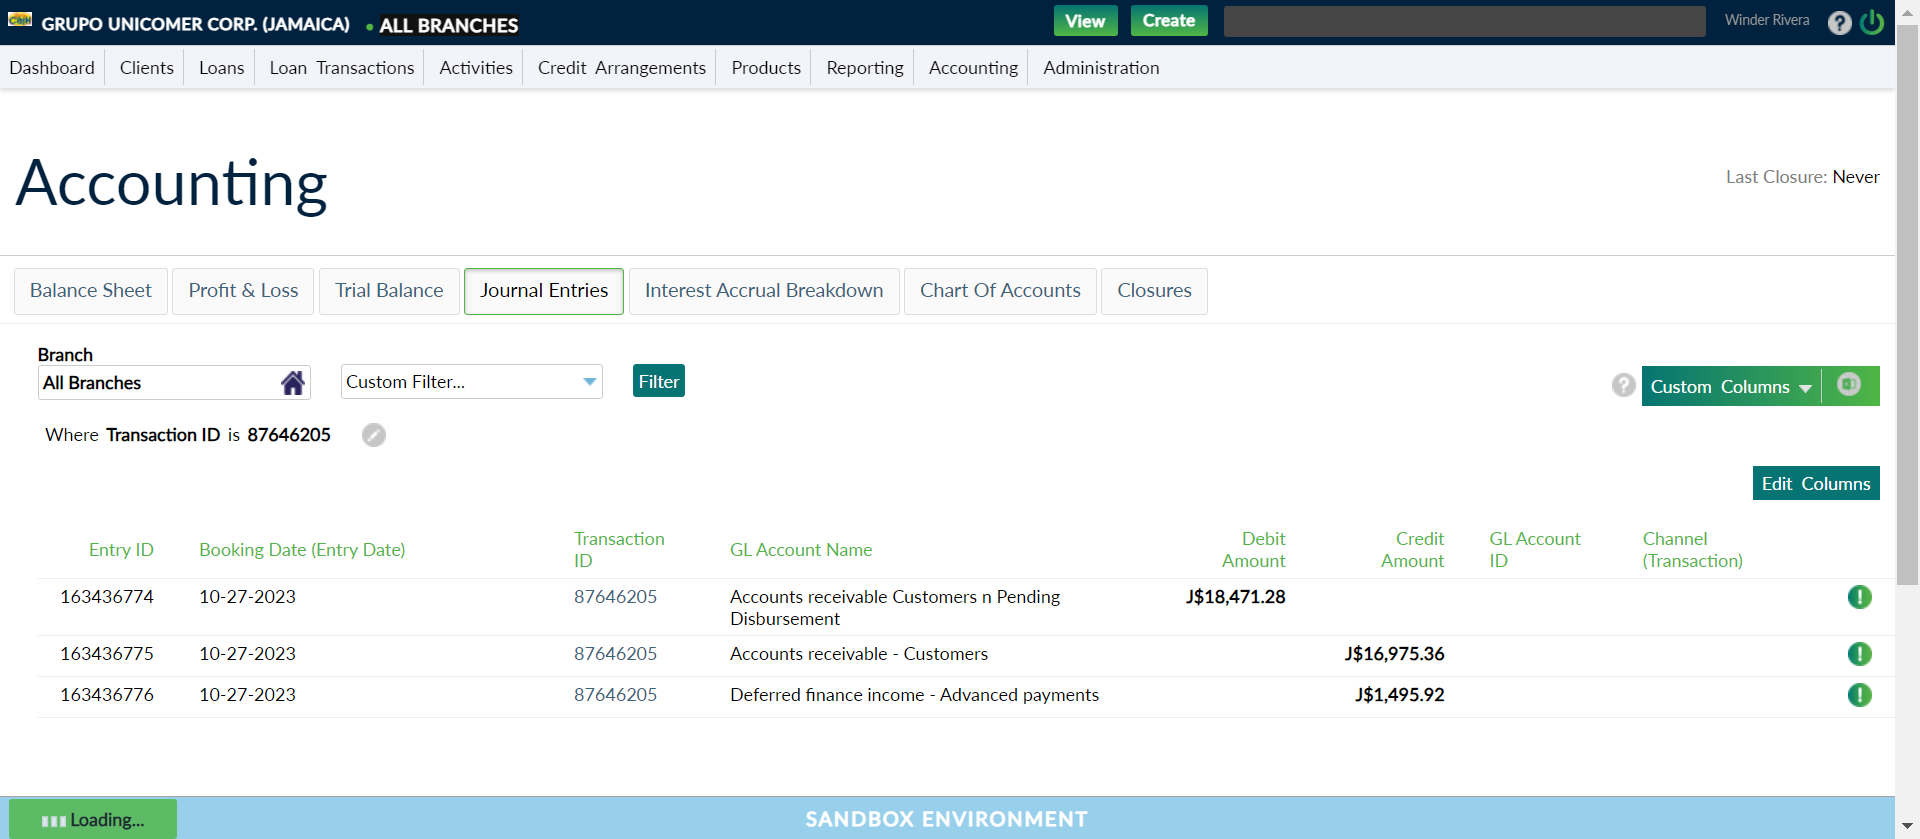 GRUPO UNICOMER CORP. (JAMAICA) • ALL BRANCHES View Create Winder Rivera ?
Dashboard Clients Loans Loan Transactions Activities Credit Arrangements Products Reporting Accounting Administration
Accounting
Last Closure: Never
Balance Sheet Profit & Loss Trial Balance Journal Entries Interest Accrual Breakdown Chart Of Accounts Closures
Branch
All Branches Custom Filter... Filter ? Custom Columns
Where Transaction ID is 87646205
Edit Columns
Entry ID Booking Date (Entry Date) Transaction ID GL Account Name Debit Amount Credit Amount GL Account ID Channel (Transaction)
163436774 10-27-2023 87646205 Accounts receivable Customers n Pending J$18,471.28
Disbursement
163436775 10-27-2023 87646205 Accounts receivable - Customers J$16,975.36
163436776 10-27-2023 87646205 Deferred finance income - Advanced payments J$1,495.92
Loading... SANDBOX ENVIRONMENT